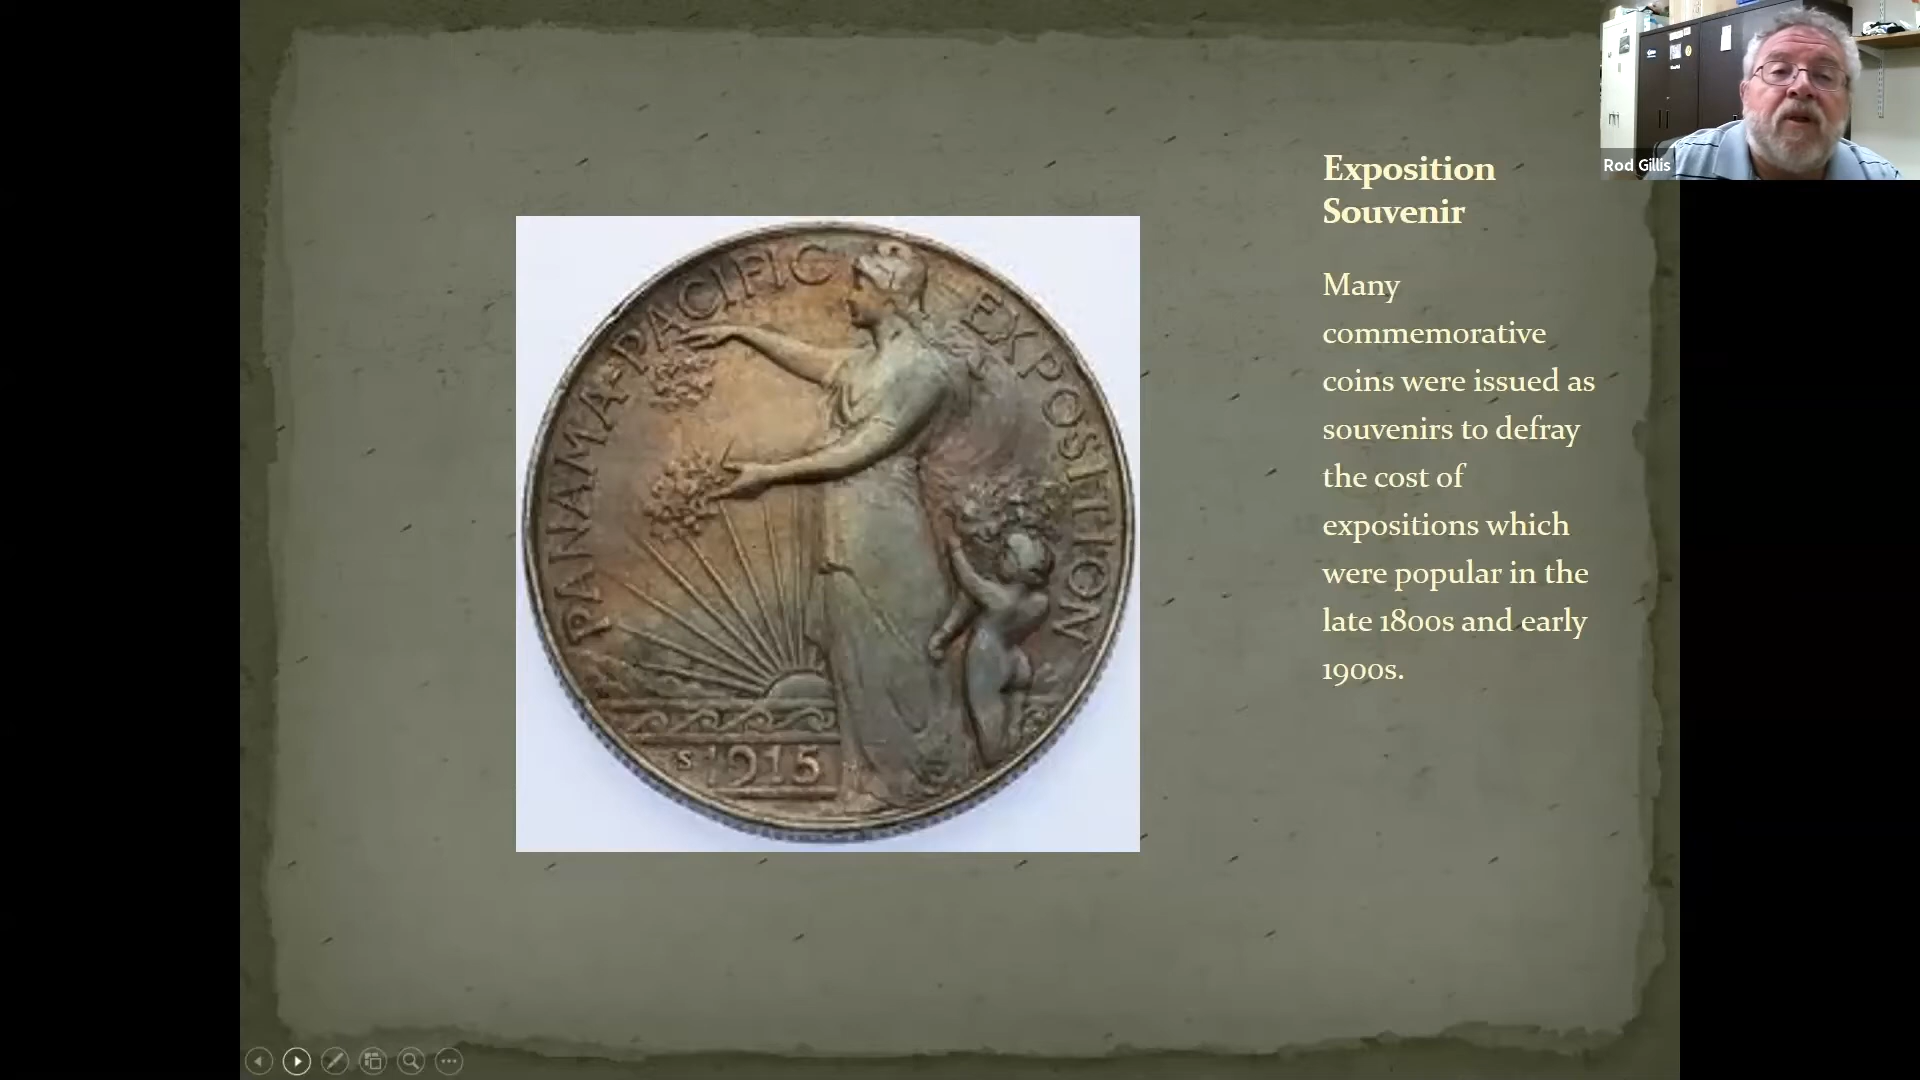 Exposition
Souvenir
Many
commemorative
coins were issued as
souvenirs to defray
the cost of
expositions which
were popular in the
late 1800s and early
1900s.
PANAMA-PACIFIC EXPOSITION
S 1915
Rod Gillis